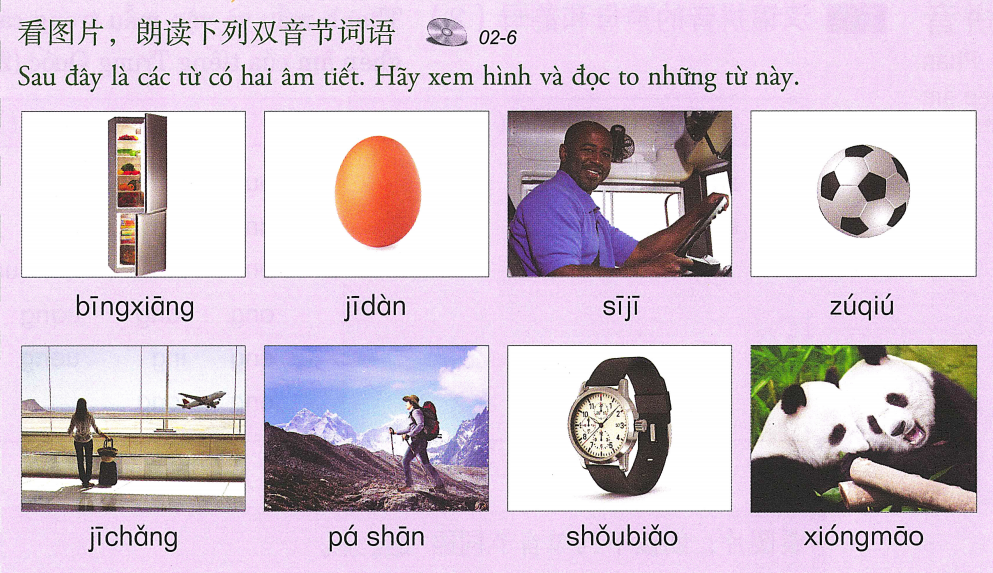 看图片，朗读下列双音节词语 02-6
Sau đây là các từ có hai âm tiết. Hãy xem hình và đọc to những từ này.
bīngxiāng jīdàn sījī zúqiú
jīchǎng pá shān shǒubiǎo xióngmāo